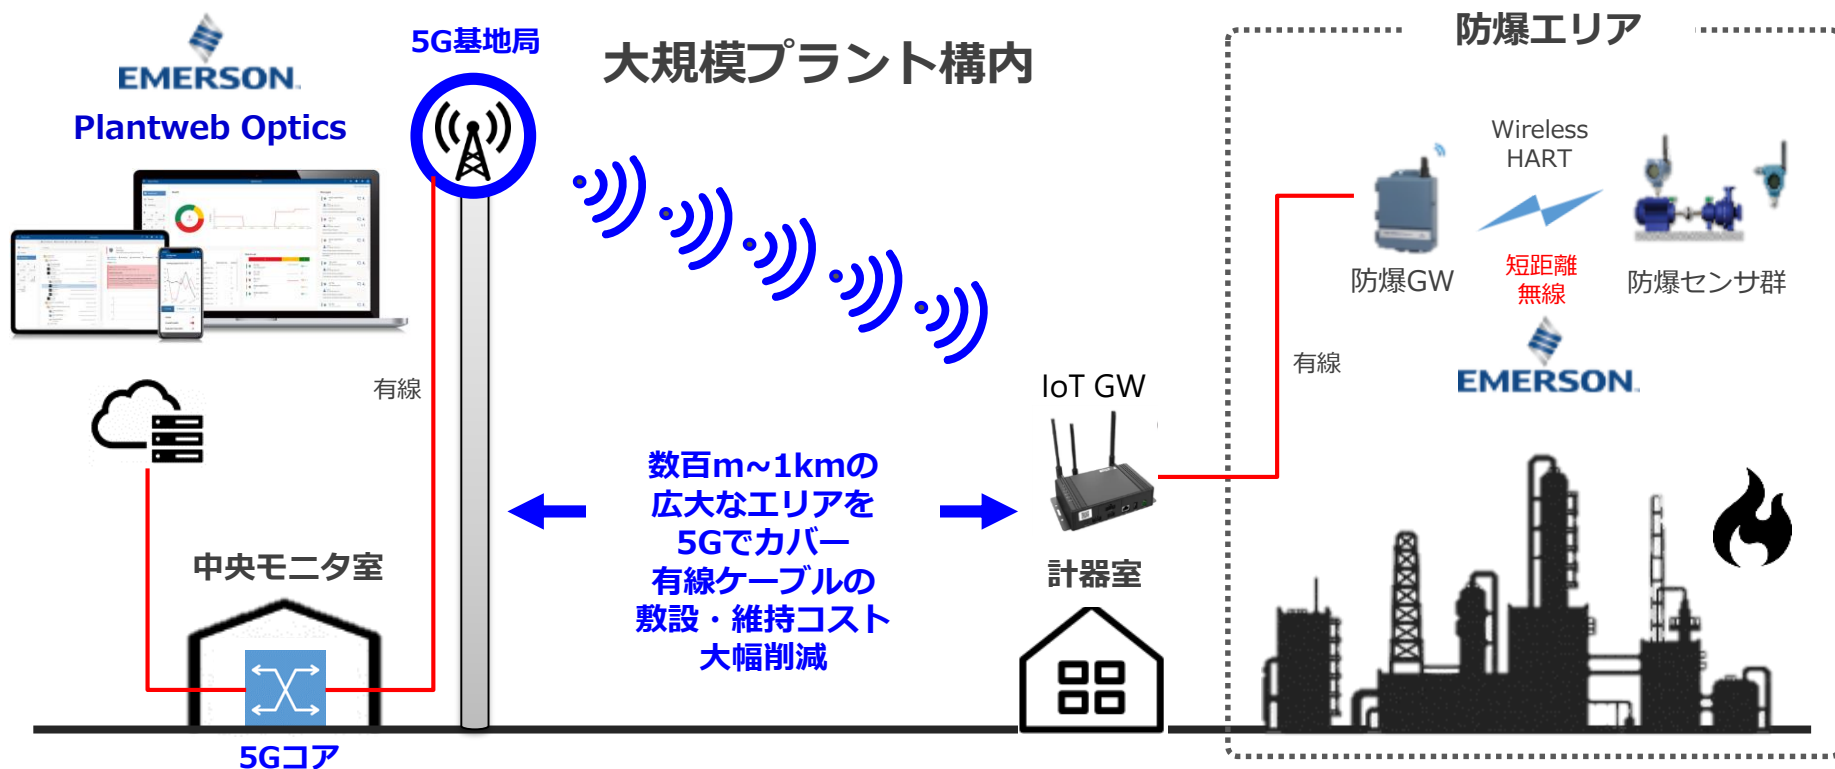 EMERSON
Plantweb Optics
5G基地局
大規模プラント構内
防爆エリア
Wireless
HART
防爆GW
短距離
無線
防爆センサ群
EMERSON
有線
有線
IoT GW
数百m~1kmの
広大なエリアを
5Gでカバー
有線ケーブルの
敷設・維持コスト
大幅削減
中央モニタ室
計器室
5Gコア